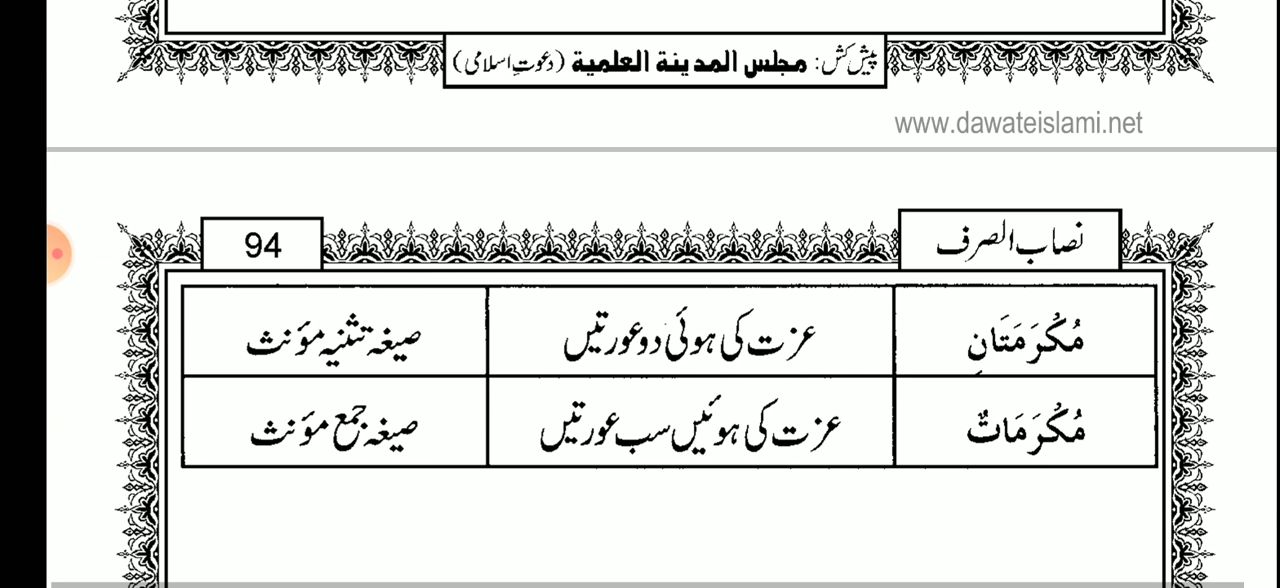 پیش کش: مجلس المدینۃ العلمیۃ (دعوتِ اسلامی)
www.dawateislami.net
نصاب الصرف 94
مُكْرَمَتَانِ عزت کی ہوئی دو عورتیں صیغہ تثنیہ مؤنث
مُكْرَمَاتٌ عزت کی ہوئیں سب عورتیں صیغہ جمع مؤنث